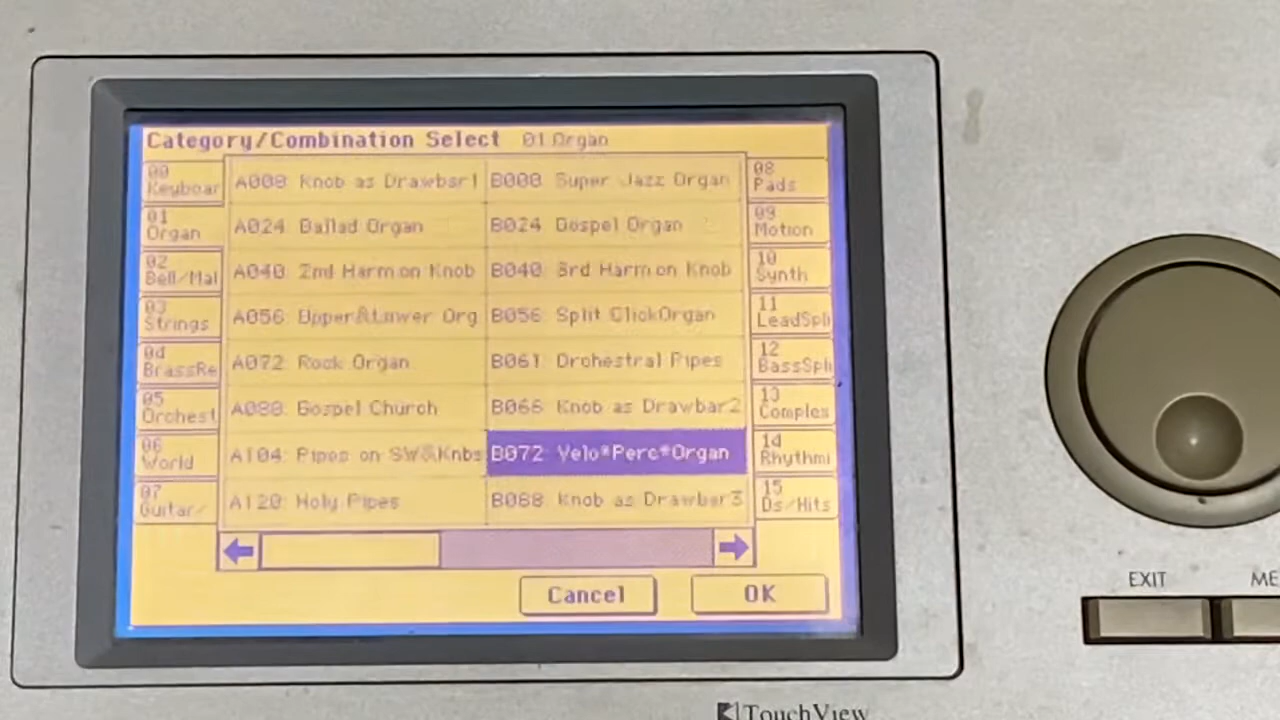 Category/Combination Select 01 Organ
00
Keyboar
01
Organ
02
Bell/Mal
03
Strings
04
BrassRe
05
Orchest
06
World
07
Guitar/
A008: Knob as Drawbar1
A024: Ballad Organ
A040: 2nd Harm on Knob
A056: Upper&Lower Org
A072: Rock Organ
A088: Gospel Church
A104: Pipes on SW&Knbs
A120: Holy Pipes
B008: Super Jazz Organ
B024: Gospel Organ
B040: 3rd Harm on Knob
B056: Split ClickOrgan
B061: Orchestral Pipes
B066: Knob as Drawbar2
B072: Velo*Perc*Organ
B088: Knob as Drawbar3
08
Pads
09
Motion
10
Synth
11
LeadSpli
12
BassSpli
13
Complex
14
Rhythmi
15
Ds/Hits
Cancel
OK
EXIT
ME
TouchView